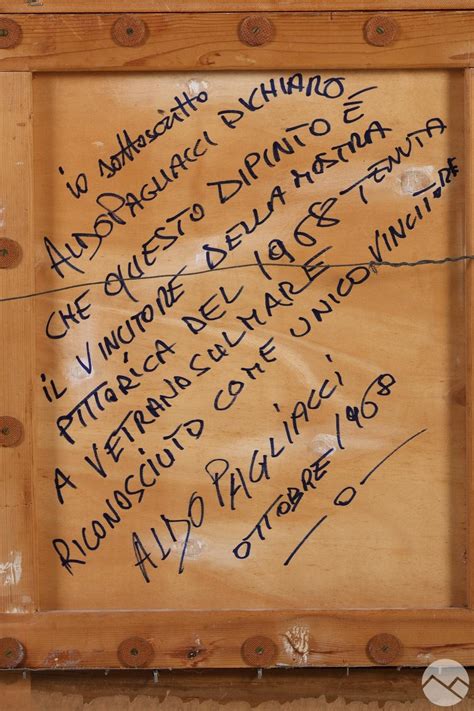 io sottoscritto
ALDO PAGLIACCI DICHIARO,
CHE QUESTO DIPINTO É
IL VINCITORE DELLA MOSTRA
PITTORICA DEL 1968 TENUTA
A VETRANO SUL MARE
RICONOSCIUTO COME UNICO VINCITORE
ALDO PAGLIACCI
OTTOBRE 1968
—o—